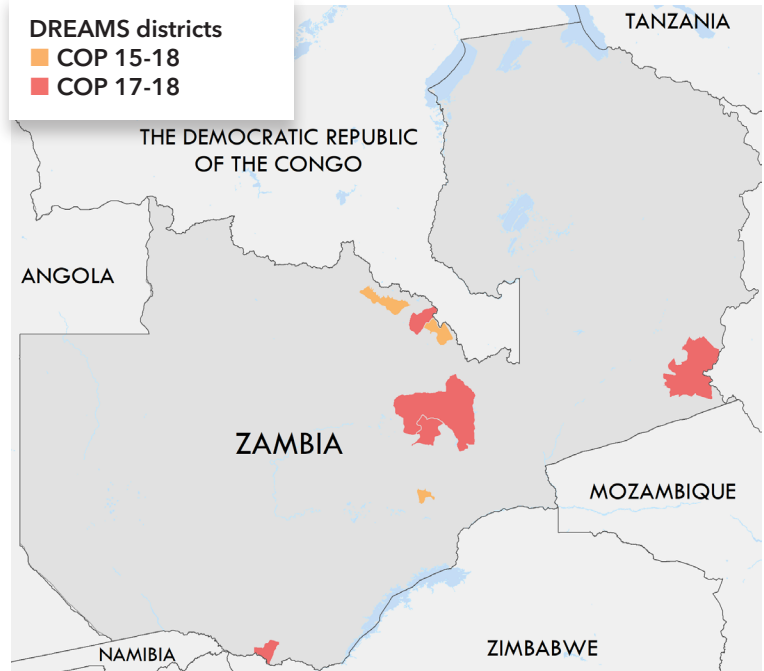 DREAMS districts
COP 15-18
COP 17-18
TANZANIA
THE DEMOCRATIC REPUBLIC
OF THE CONGO
ANGOLA
ZAMBIA
MOZAMBIQUE
NAMIBIA
ZIMBABWE